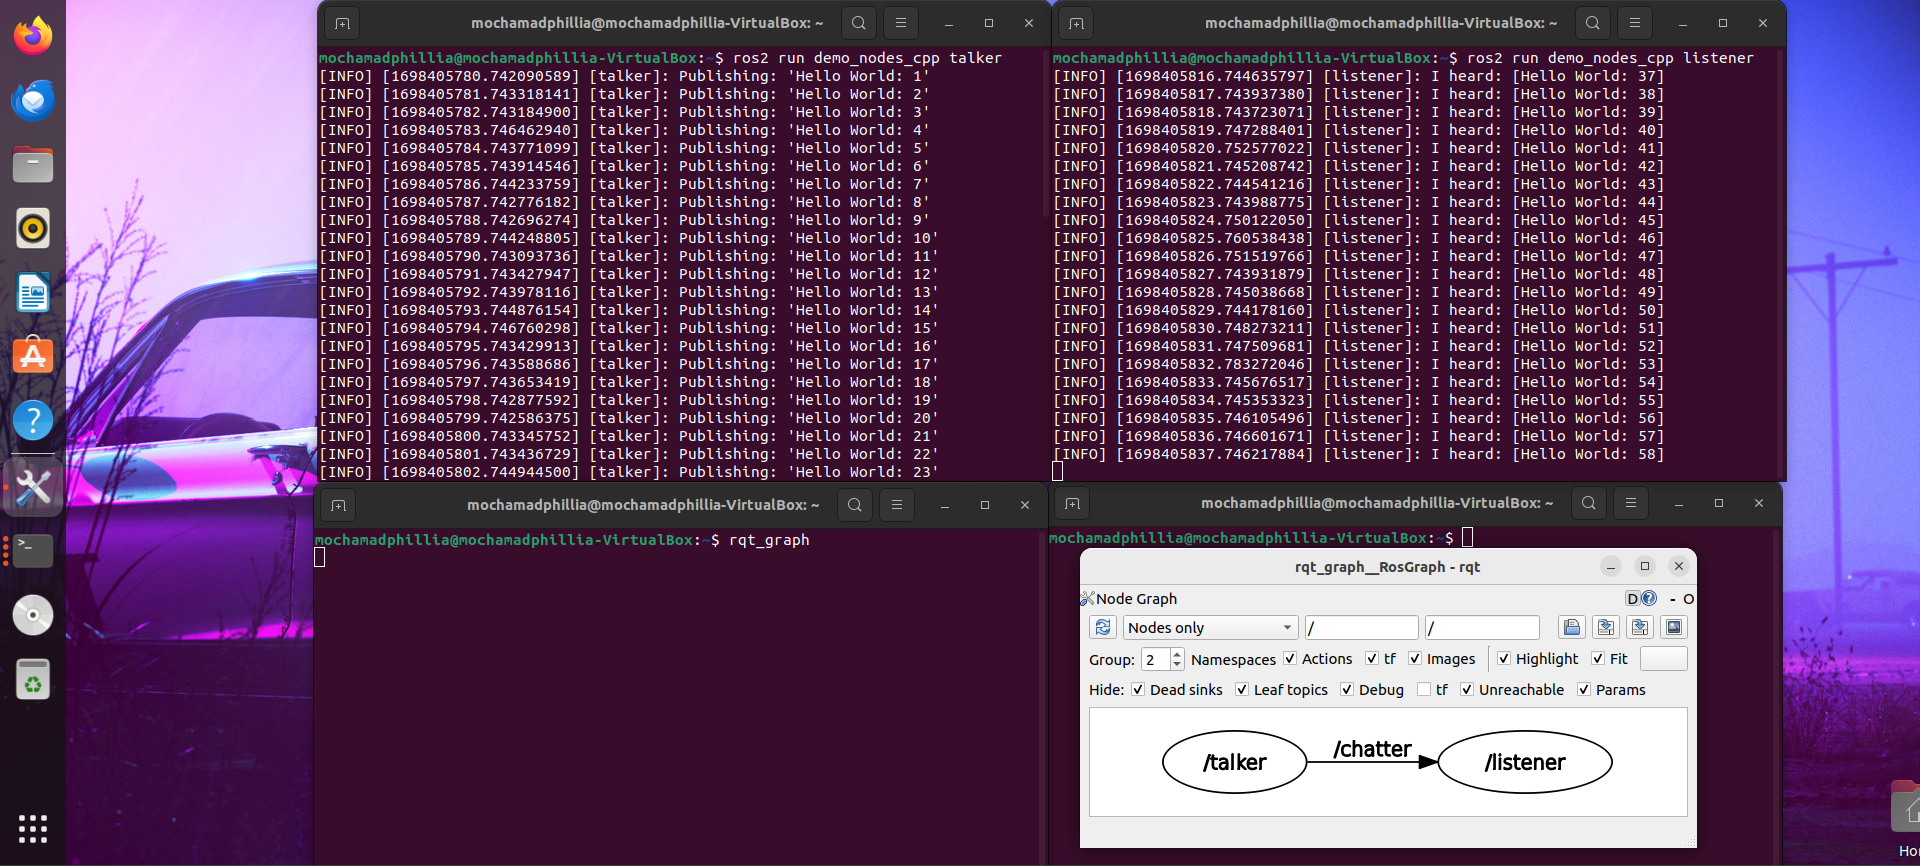 mochamadphillia@mochamadphillia-VirtualBox: ~
mochamadphillia@mochamadphillia-VirtualBox:~$ ros2 run demo_nodes_cpp talker
[INFO] [1698405780.742090589] [talker]: Publishing: 'Hello World: 1'
[INFO] [1698405781.743318141] [talker]: Publishing: 'Hello World: 2'
[INFO] [1698405782.743184900] [talker]: Publishing: 'Hello World: 3'
[INFO] [1698405783.746462940] [talker]: Publishing: 'Hello World: 4'
[INFO] [1698405784.743771099] [talker]: Publishing: 'Hello World: 5'
[INFO] [1698405785.743914546] [talker]: Publishing: 'Hello World: 6'
[INFO] [1698405786.744233759] [talker]: Publishing: 'Hello World: 7'
[INFO] [1698405787.742776182] [talker]: Publishing: 'Hello World: 8'
[INFO] [1698405788.742696274] [talker]: Publishing: 'Hello World: 9'
[INFO] [1698405789.744248805] [talker]: Publishing: 'Hello World: 10'
[INFO] [1698405790.743093736] [talker]: Publishing: 'Hello World: 11'
[INFO] [1698405791.743427947] [talker]: Publishing: 'Hello World: 12'
[INFO] [1698405792.743978116] [talker]: Publishing: 'Hello World: 13'
[INFO] [1698405793.744876154] [talker]: Publishing: 'Hello World: 14'
[INFO] [1698405794.746760298] [talker]: Publishing: 'Hello World: 15'
[INFO] [1698405795.743429913] [talker]: Publishing: 'Hello World: 16'
[INFO] [1698405796.743588686] [talker]: Publishing: 'Hello World: 17'
[INFO] [1698405797.743653419] [talker]: Publishing: 'Hello World: 18'
[INFO] [1698405798.742877592] [talker]: Publishing: 'Hello World: 19'
[INFO] [1698405799.742586375] [talker]: Publishing: 'Hello World: 20'
[INFO] [1698405800.743345752] [talker]: Publishing: 'Hello World: 21'
[INFO] [1698405801.743436729] [talker]: Publishing: 'Hello World: 22'
[INFO] [1698405802.744944500] [talker]: Publishing: 'Hello World: 23'
mochamadphillia@mochamadphillia-VirtualBox: ~
mochamadphillia@mochamadphillia-VirtualBox:~$ ros2 run demo_nodes_cpp listener
[INFO] [1698405816.744635797] [listener]: I heard: [Hello World: 37]
[INFO] [1698405817.743937380] [listener]: I heard: [Hello World: 38]
[INFO] [1698405818.743723071] [listener]: I heard: [Hello World: 39]
[INFO] [1698405819.747288401] [listener]: I heard: [Hello World: 40]
[INFO] [1698405820.752577022] [listener]: I heard: [Hello World: 41]
[INFO] [1698405821.745208742] [listener]: I heard: [Hello World: 42]
[INFO] [1698405822.744541216] [listener]: I heard: [Hello World: 43]
[INFO] [1698405823.743988775] [listener]: I heard: [Hello World: 44]
[INFO] [1698405824.750122050] [listener]: I heard: [Hello World: 45]
[INFO] [1698405825.760538438] [listener]: I heard: [Hello World: 46]
[INFO] [1698405826.751519766] [listener]: I heard: [Hello World: 47]
[INFO] [1698405827.743931879] [listener]: I heard: [Hello World: 48]
[INFO] [1698405828.745038668] [listener]: I heard: [Hello World: 49]
[INFO] [1698405829.744178160] [listener]: I heard: [Hello World: 50]
[INFO] [1698405830.748273211] [listener]: I heard: [Hello World: 51]
[INFO] [1698405831.747509681] [listener]: I heard: [Hello World: 52]
[INFO] [1698405832.783272046] [listener]: I heard: [Hello World: 53]
[INFO] [1698405833.745676517] [listener]: I heard: [Hello World: 54]
[INFO] [1698405834.745353323] [listener]: I heard: [Hello World: 55]
[INFO] [1698405835.746105496] [listener]: I heard: [Hello World: 56]
[INFO] [1698405836.746601671] [listener]: I heard: [Hello World: 57]
[INFO] [1698405837.746217884] [listener]: I heard: [Hello World: 58]
mochamadphillia@mochamadphillia-VirtualBox: ~
mochamadphillia@mochamadphillia-VirtualBox:~$ rqt_graph
mochamadphillia@mochamadphillia-VirtualBox: ~
mochamadphillia@mochamadphillia-VirtualBox:~$
rqt_graph__RosGraph - rqt
Node Graph D - O
Nodes only / /
Group: 2 Namespaces Actions tf Images Highlight Fit
Hide: Dead sinks Leaf topics Debug tf Unreachable Params
/talker /chatter /listener